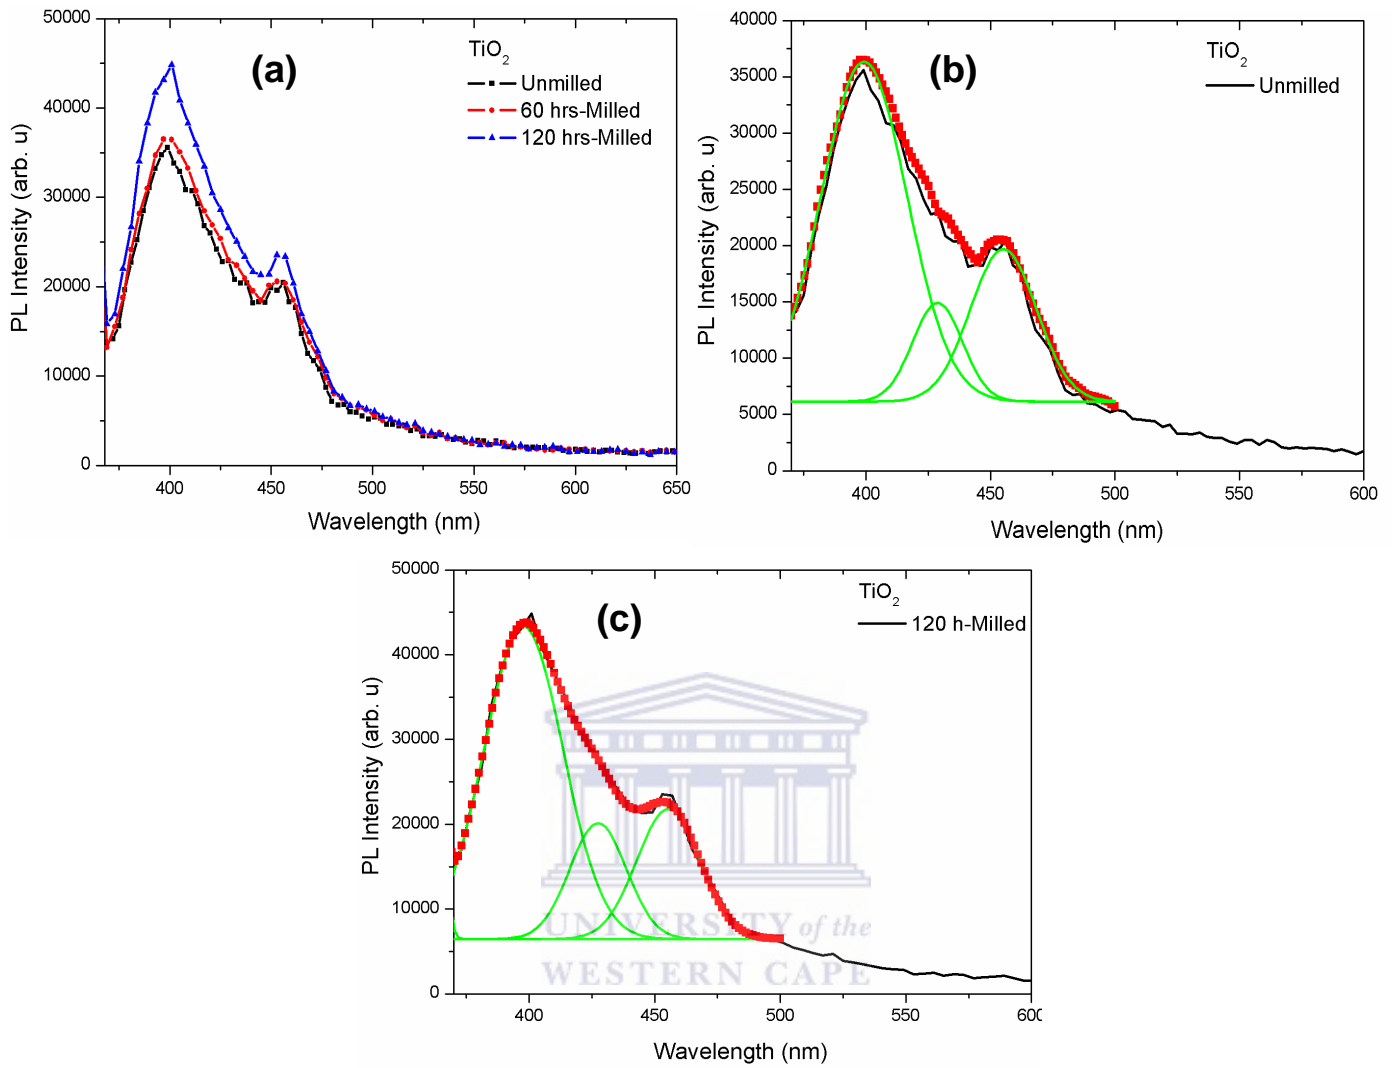 (a)
TiO2
Unmilled
60 hrs-Milled
120 hrs-Milled
PL Intensity (arb. u)
50000
40000
30000
20000
10000
0
400 450 500 550 600 650
Wavelength (nm)
(b)
TiO2
Unmilled
PL Intensity (arb. u)
40000
35000
30000
25000
20000
15000
10000
5000
0
400 450 500 550 600
Wavelength (nm)
(c)
TiO2
120 h-Milled
PL Intensity (arb. u)
50000
40000
30000
20000
10000
0
400 450 500 550 600
Wavelength (nm)
UNIVERSITY of the
WESTERN CAPE